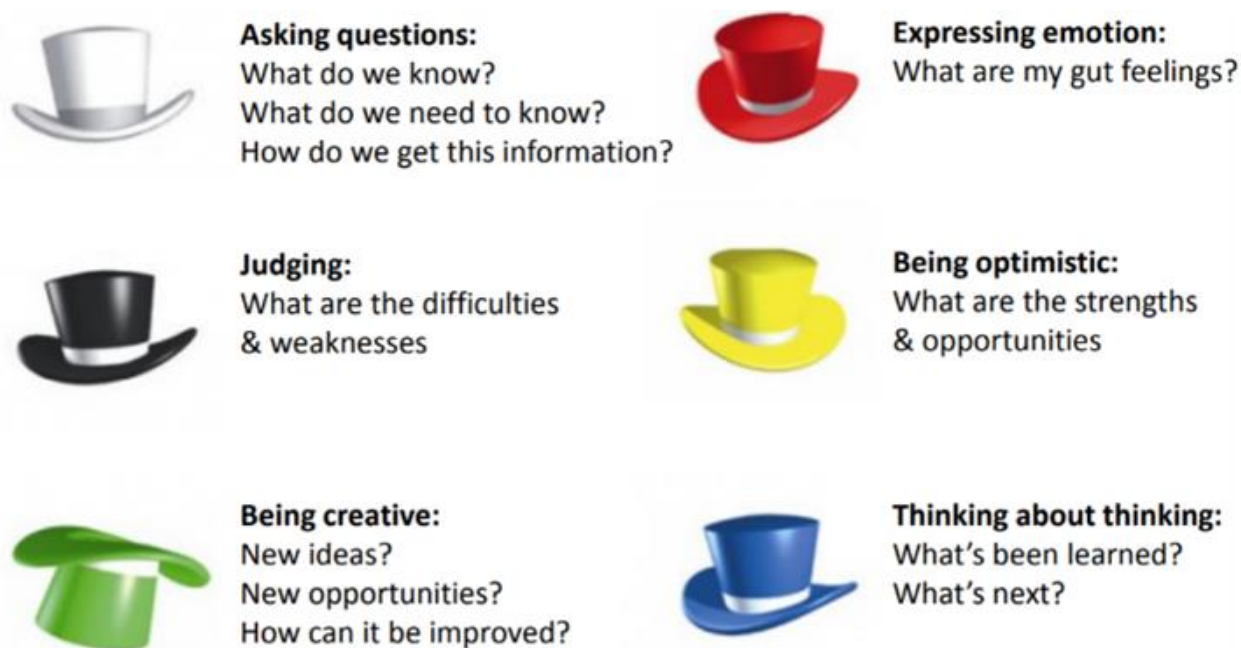 Asking questions:
What do we know?
What do we need to know?
How do we get this information?
Expressing emotion:
What are my gut feelings?
Judging:
What are the difficulties
& weaknesses
Being optimistic:
What are the strengths
& opportunities
Being creative:
New ideas?
New opportunities?
How can it be improved?
Thinking about thinking:
What's been learned?
What's next?